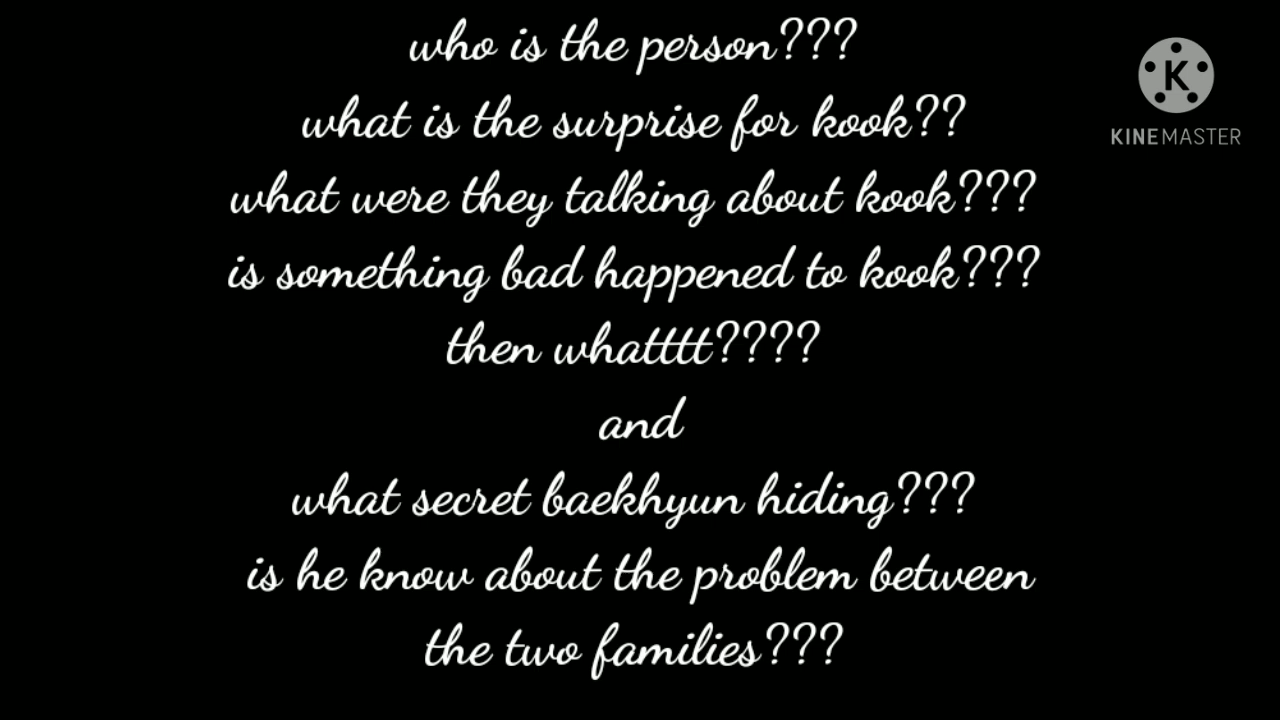 who is the person???
what is the surprise for kook??
what were they talking about kook???
is something bad happened to kook???
then whatttt????
and
what secret baekhyun hiding???
is he know about the problem between
the two families???
K
KINEMASTER